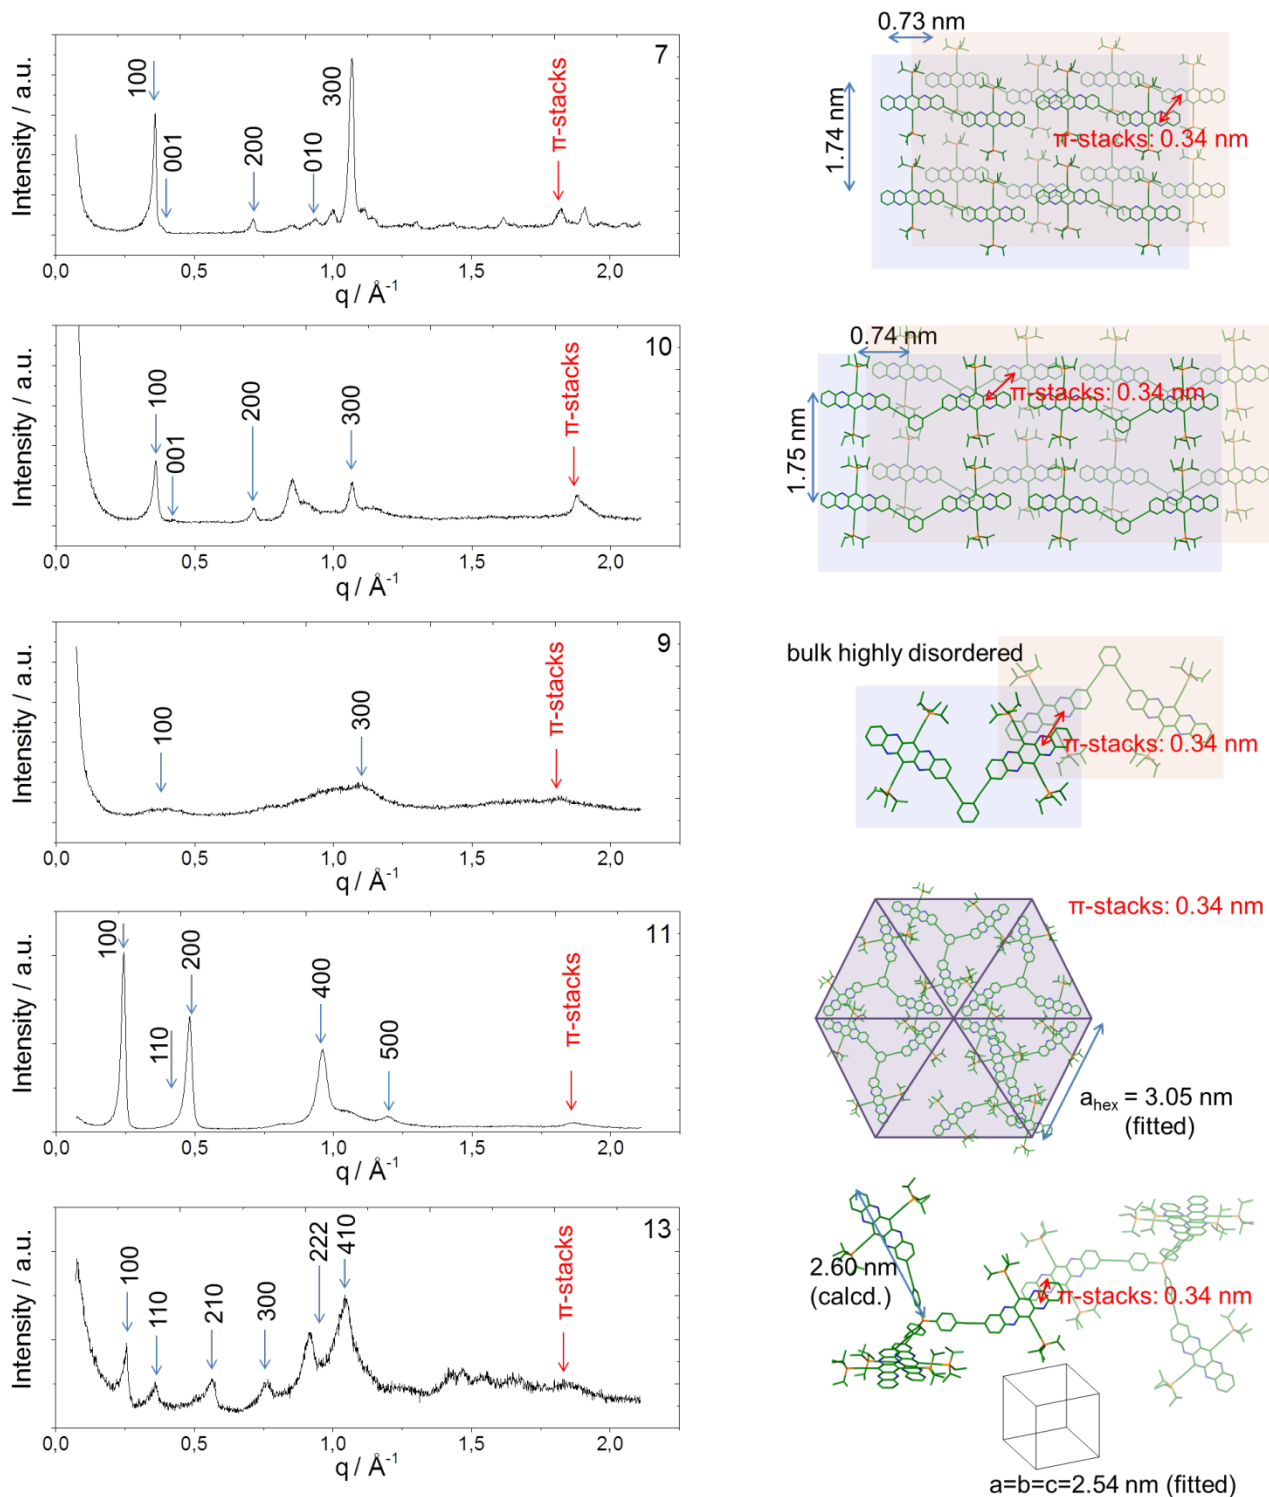 7
Intensity / a.u.
100
001
200
010
300
π-stacks
0,0
0,5
1,0
1,5
2,0
q / Å⁻¹
0.73 nm
1.74 nm
π-stacks: 0.34 nm
10
Intensity / a.u.
100
001
200
300
π-stacks
0,0
0,5
1,0
1,5
2,0
q / Å⁻¹
0.74 nm
1.75 nm
π-stacks: 0.34 nm
9
Intensity / a.u.
100
300
π-stacks
0,0
0,5
1,0
1,5
2,0
q / Å⁻¹
bulk highly disordered
π-stacks: 0.34 nm
11
Intensity / a.u.
100
110
200
400
500
π-stacks
0,0
0,5
1,0
1,5
2,0
q / Å⁻¹
π-stacks: 0.34 nm
a_hex = 3.05 nm
(fitted)
13
Intensity / a.u.
100
110
210
300
222
410
π-stacks
0,0
0,5
1,0
1,5
2,0
q / Å⁻¹
2.60 nm
(calcd.)
π-stacks: 0.34 nm
a=b=c=2.54 nm (fitted)